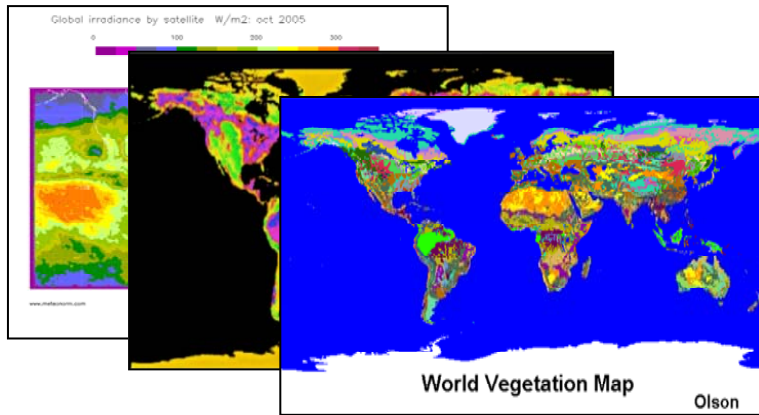 Global irradiance by satellite W/m2: oct 2005
0 100 200 300
www.meteonorm.com
World Vegetation Map
Olson